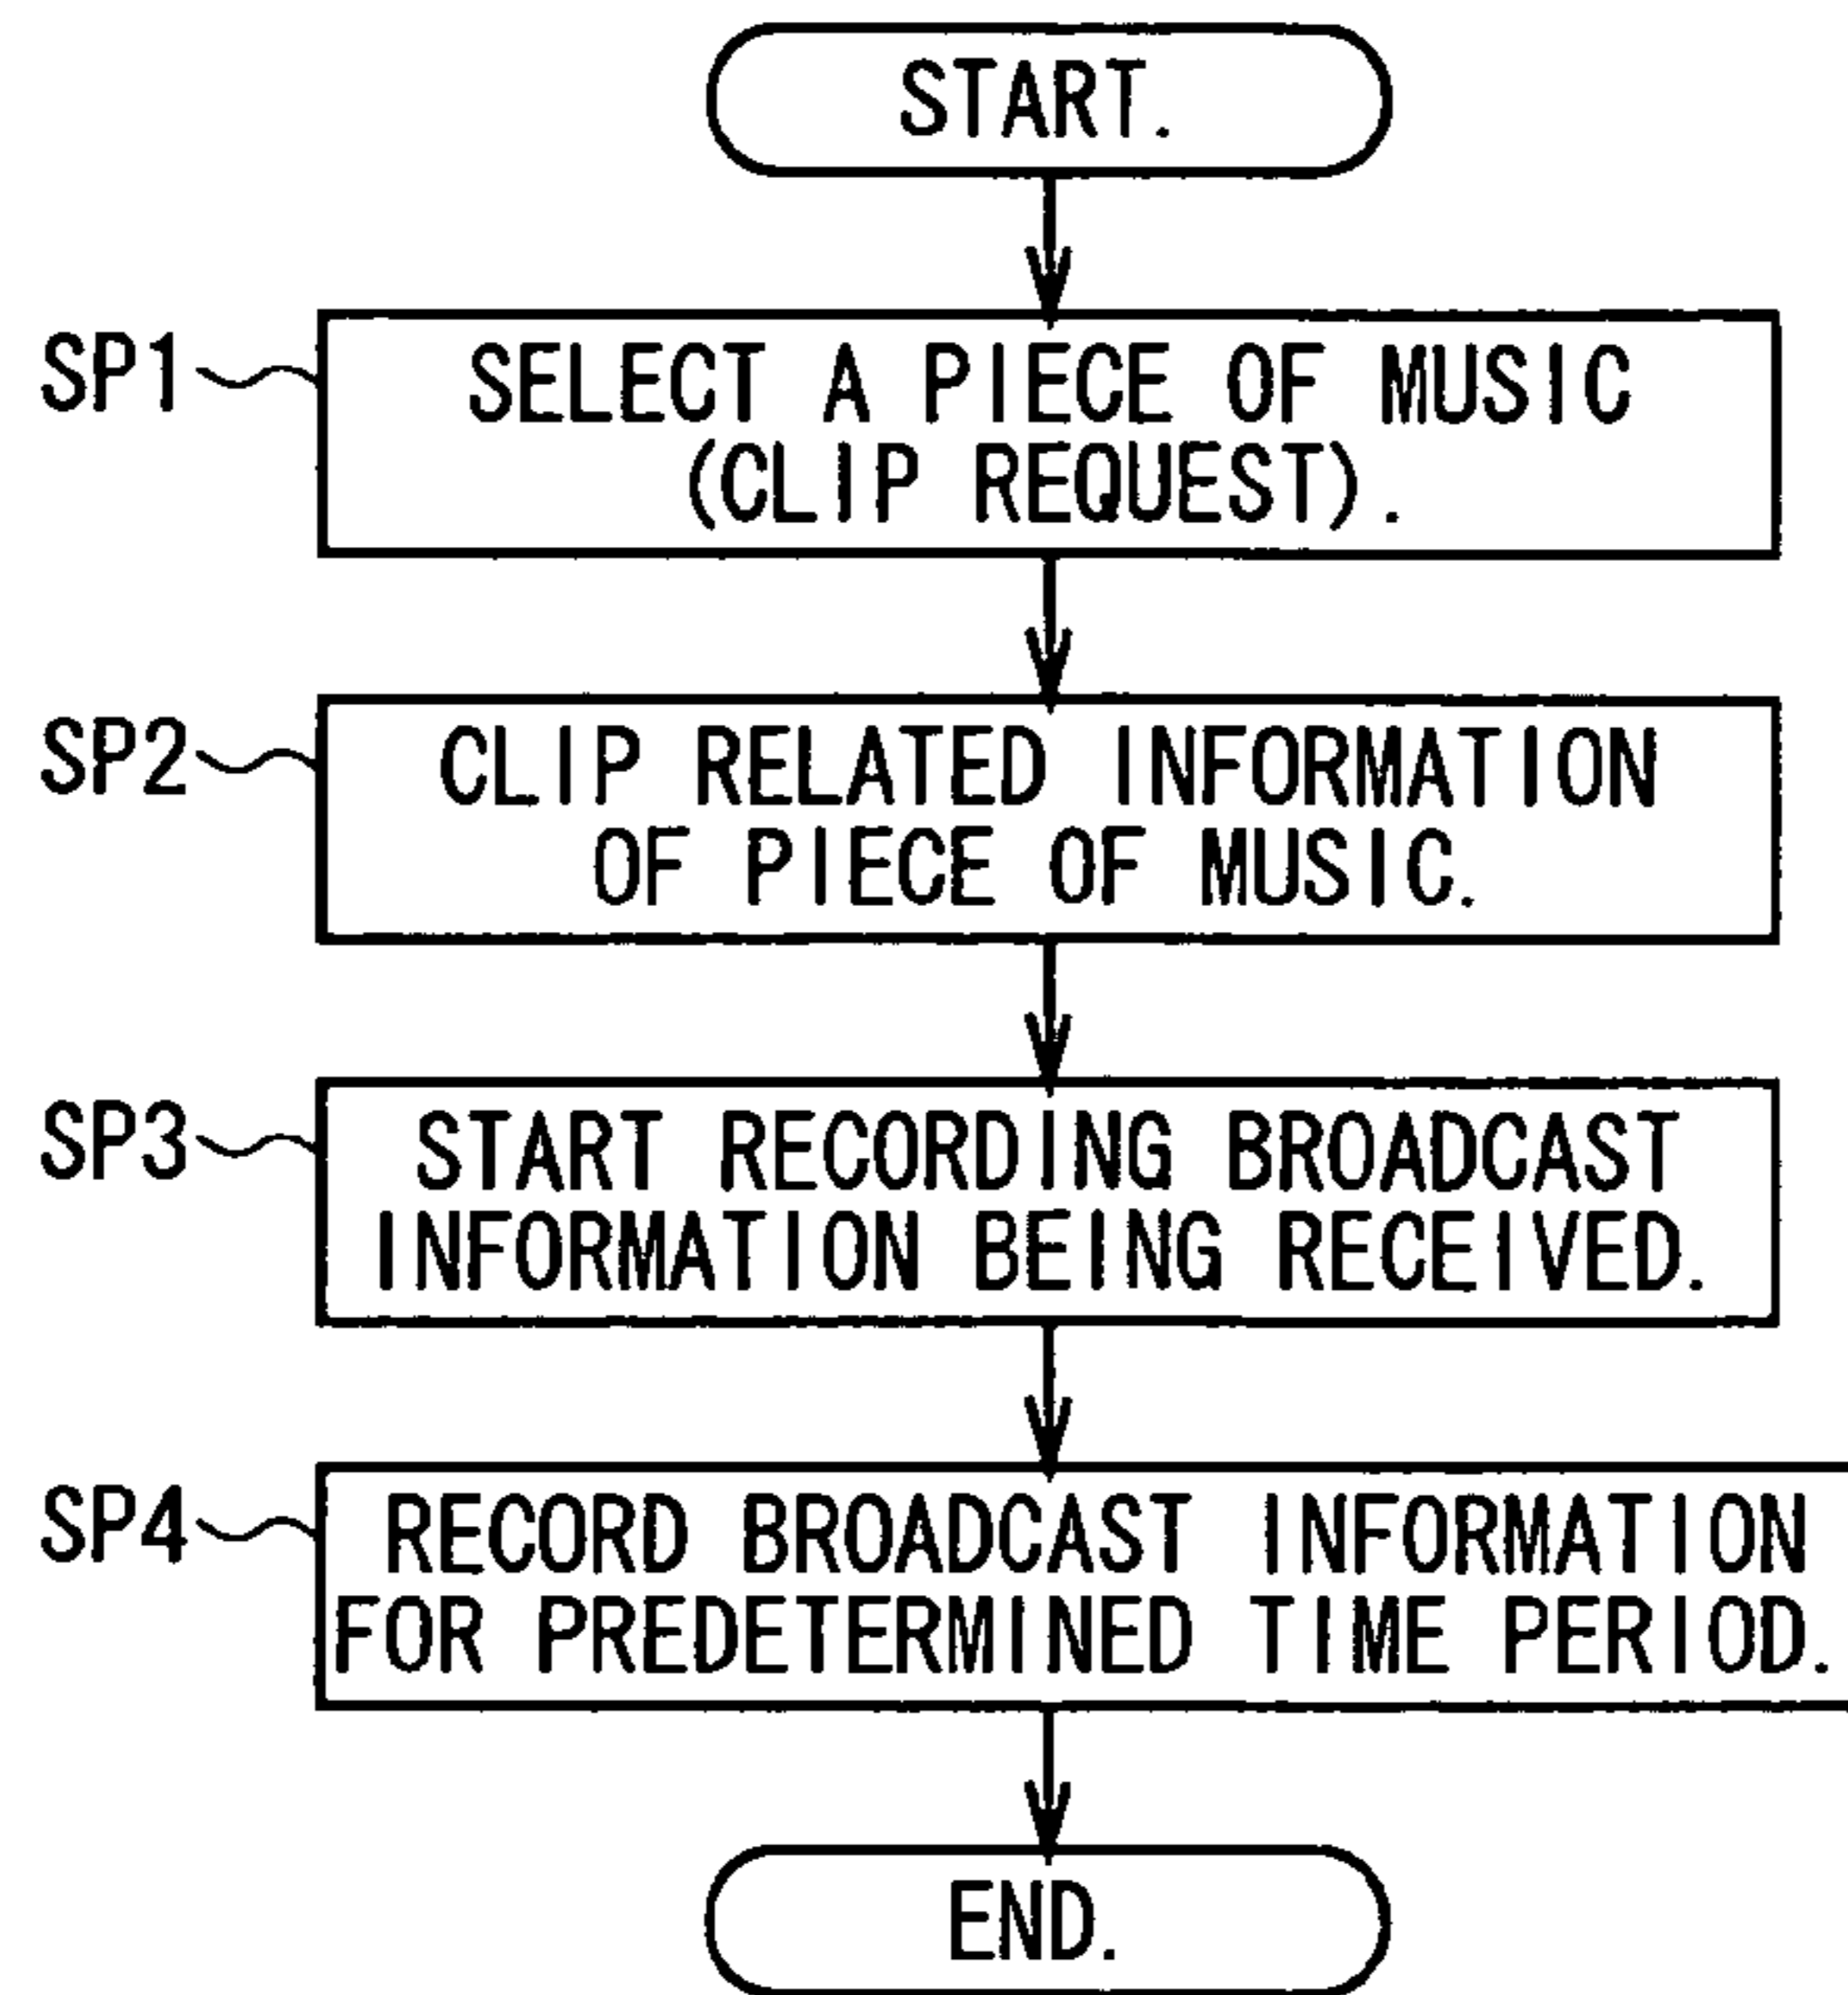 START.
SP1
SELECT A PIECE OF MUSIC
(CLIP REQUEST).
SP2
CLIP RELATED INFORMATION
OF PIECE OF MUSIC.
SP3
START RECORDING BROADCAST
INFORMATION BEING RECEIVED.
SP4
RECORD BROADCAST INFORMATION
FOR PREDETERMINED TIME PERIOD.
END.